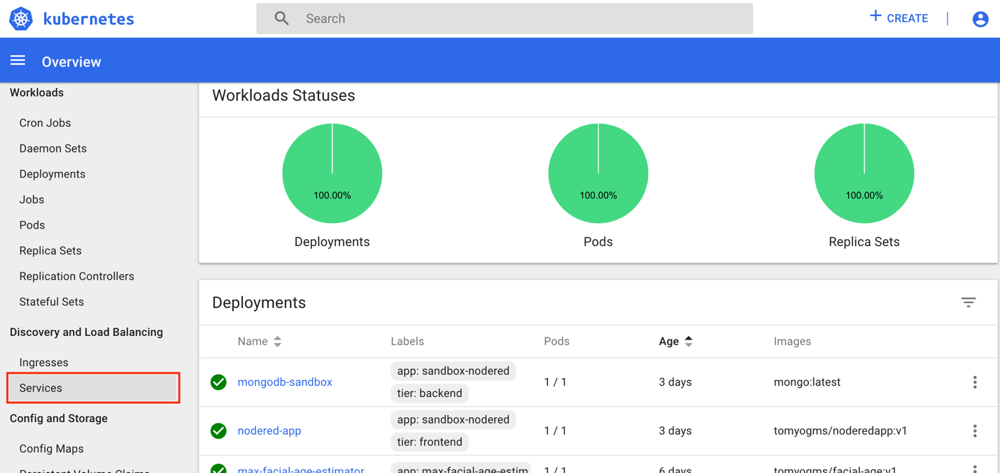 kubernetes
Search
+ CREATE
Overview
Workloads
Cron Jobs
Daemon Sets
Deployments
Jobs
Pods
Replica Sets
Replication Controllers
Stateful Sets
Discovery and Load Balancing
Ingresses
Services
Config and Storage
Config Maps
Persistent Volume Claims
Workloads Statuses
100.00%
Deployments
100.00%
Pods
100.00%
Replica Sets
Deployments
Name Labels Pods Age Images
mongodb-sandbox app: sandbox-nodered tier: backend 1 / 1 3 days mongo:latest
nodered-app app: sandbox-nodered tier: frontend 1 / 1 3 days tomyogms/noderedapp:v1
max-facial-age-estimator app: max-facial-age-estim 1 / 1 6 days tomyogms/facial-age:v1